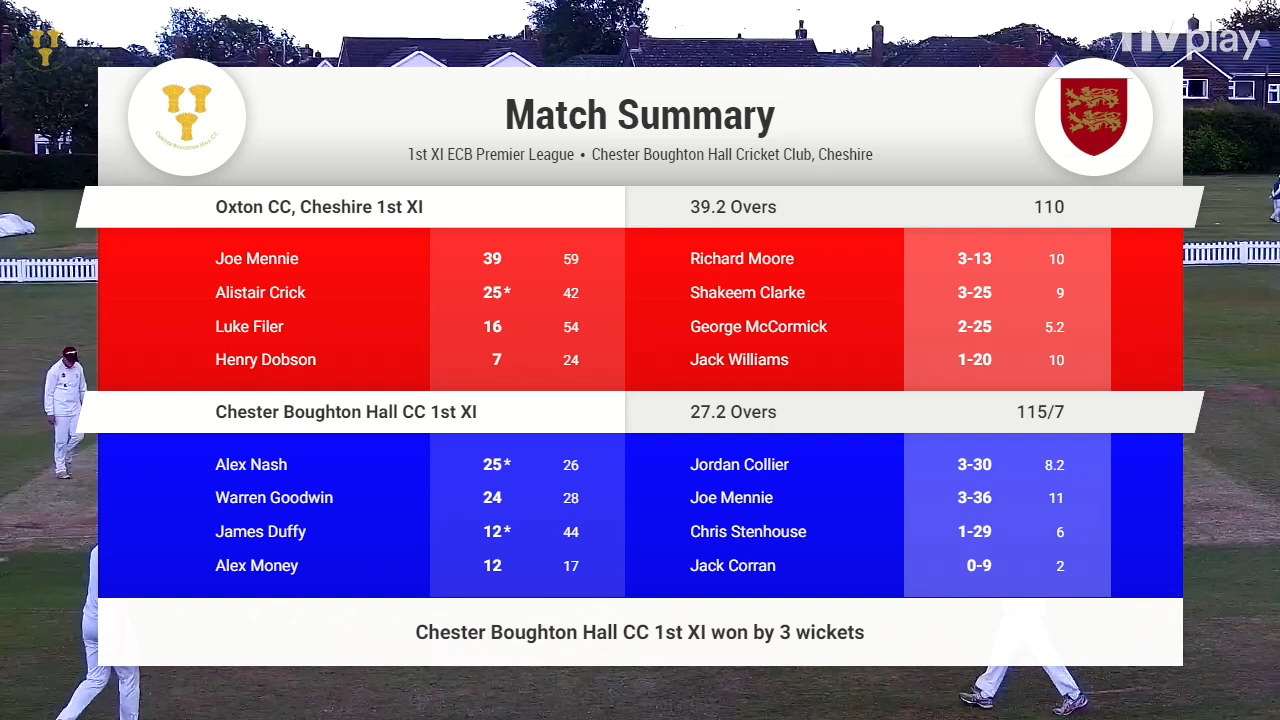 nvplay
CHESTER BOUGHTON HALL C.C.
Match Summary
1st XI ECB Premier League • Chester Boughton Hall Cricket Club, Cheshire
Oxton CC, Cheshire 1st XI 39.2 Overs 110
Joe Mennie 39 59 Richard Moore 3-13 10
Alistair Crick 25* 42 Shakeem Clarke 3-25 9
Luke Filer 16 54 George McCormick 2-25 5.2
Henry Dobson 7 24 Jack Williams 1-20 10
Chester Boughton Hall CC 1st XI 27.2 Overs 115/7
Alex Nash 25* 26 Jordan Collier 3-30 8.2
Warren Goodwin 24 28 Joe Mennie 3-36 11
James Duffy 12* 44 Chris Stenhouse 1-29 6
Alex Money 12 17 Jack Corran 0-9 2
Chester Boughton Hall CC 1st XI won by 3 wickets